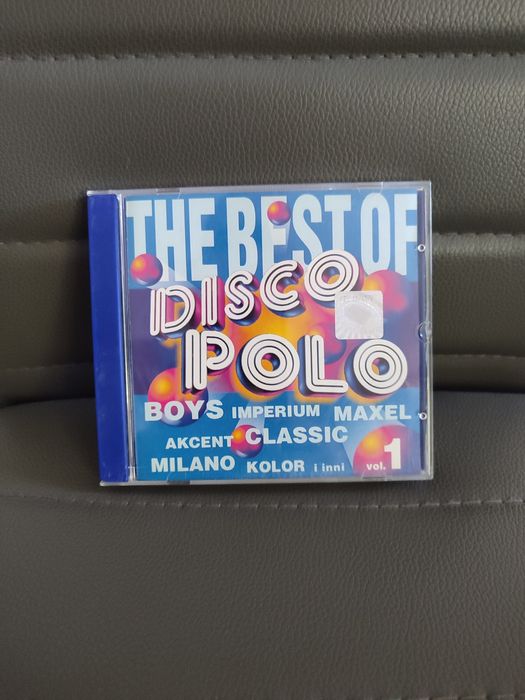 THE BEST OF
DISCO
POLO
BOYS IMPERIUM MAXEL
AKCENT CLASSIC
MILANO KOLOR i inni vol. 1